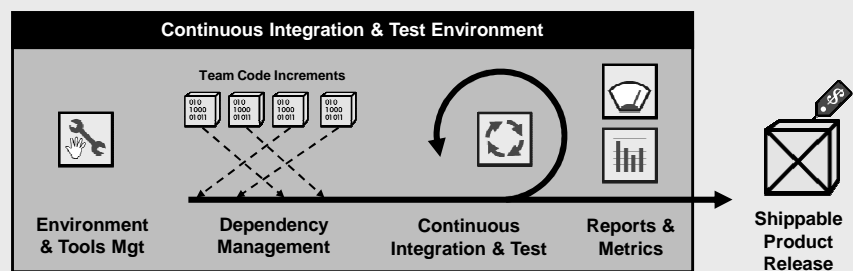 Continuous Integration & Test Environment
Team Code Increments
010
1000
01011
010
1000
01011
010
1000
01011
010
1000
01011
$
Environment
& Tools Mgt
Dependency
Management
Continuous
Integration & Test
Reports &
Metrics
Shippable
Product
Release